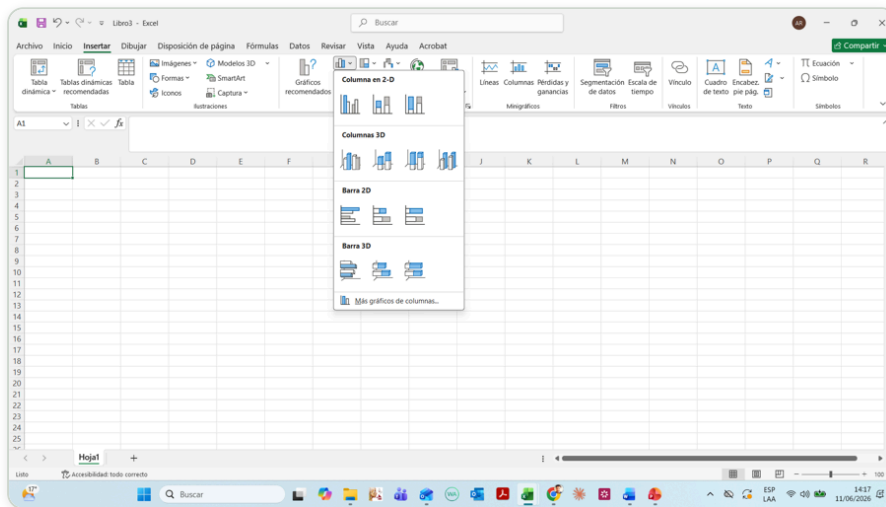 Libro3 - Excel
Buscar
AR
Archivo Inicio Insertar Dibujar Disposición de página Fórmulas Datos Revisar Vista Ayuda Acrobat
Compartir
Tabla dinámica
Tablas dinámicas recomendadas
Tabla
Tablas
Imágenes
Formas
Iconos
Modelos 3D
SmartArt
Captura
Ilustraciones
Gráficos recomendados
Líneas Columnas Pérdidas y ganancias
Minigráficos
Segmentación de datos
Escala de tiempo
Filtros
Vínculo
Vínculos
Cuadro de texto
Encabez. pie pág.
Texto
Ecuación
Símbolo
Símbolos
Columna en 2-D
Columnas 3D
Barra 2D
Barra 3D
Más gráficos de columnas...
A1
fx
A B C D E F J K L M N O P Q R
1
2
3
4
5
6
7
8
9
10
11
12
13
14
15
16
17
18
19
20
21
22
23
24
25
Hoja1
Listo
Accesibilidad: todo correcto
100
17°
Buscar
ESP
LAA
14:17
11/06/2026